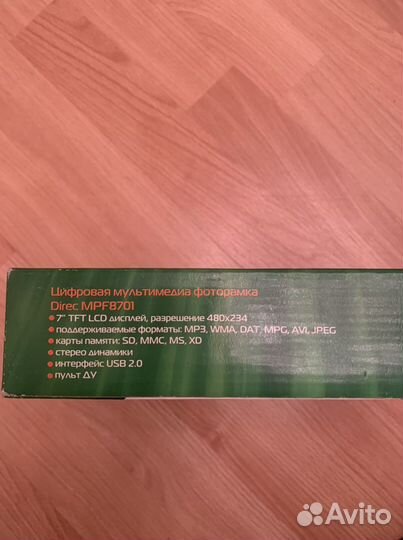 Цифровая мультимедиа фоторамка
Direc MPF8701
• 7" TFT LCD дисплей, разрешение 480x234
• поддерживаемые форматы: MP3, WMA, DAT, MPG, AVI, JPEG
• карты памяти: SD, MMC, MS, XD
• стерео динамики
• интерфейс USB 2.0
• пульт ДУ
Avito